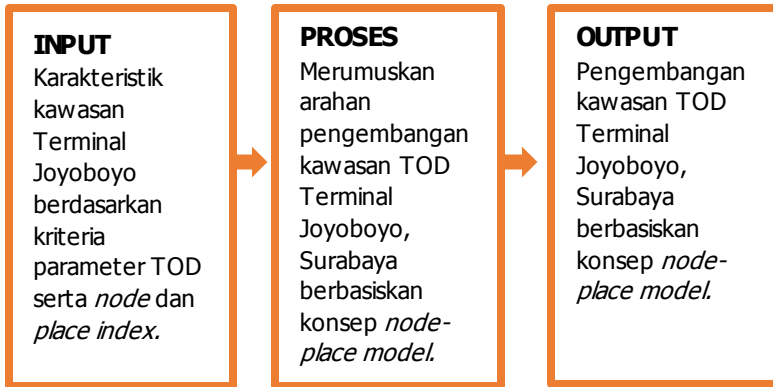 INPUT
Karakteristik
kawasan
Terminal
Joyoboyo
berdasarkan
kriteria
parameter TOD
serta node dan
place index.
PROSES
Merumuskan
arahan
pengembangan
kawasan TOD
Terminal
Joyoboyo,
Surabaya
berbasiskan
konsep node-
place model.
OUTPUT
Pengembangan
kawasan TOD
Terminal
Joyoboyo,
Surabaya
berbasiskan
konsep node-
place model.